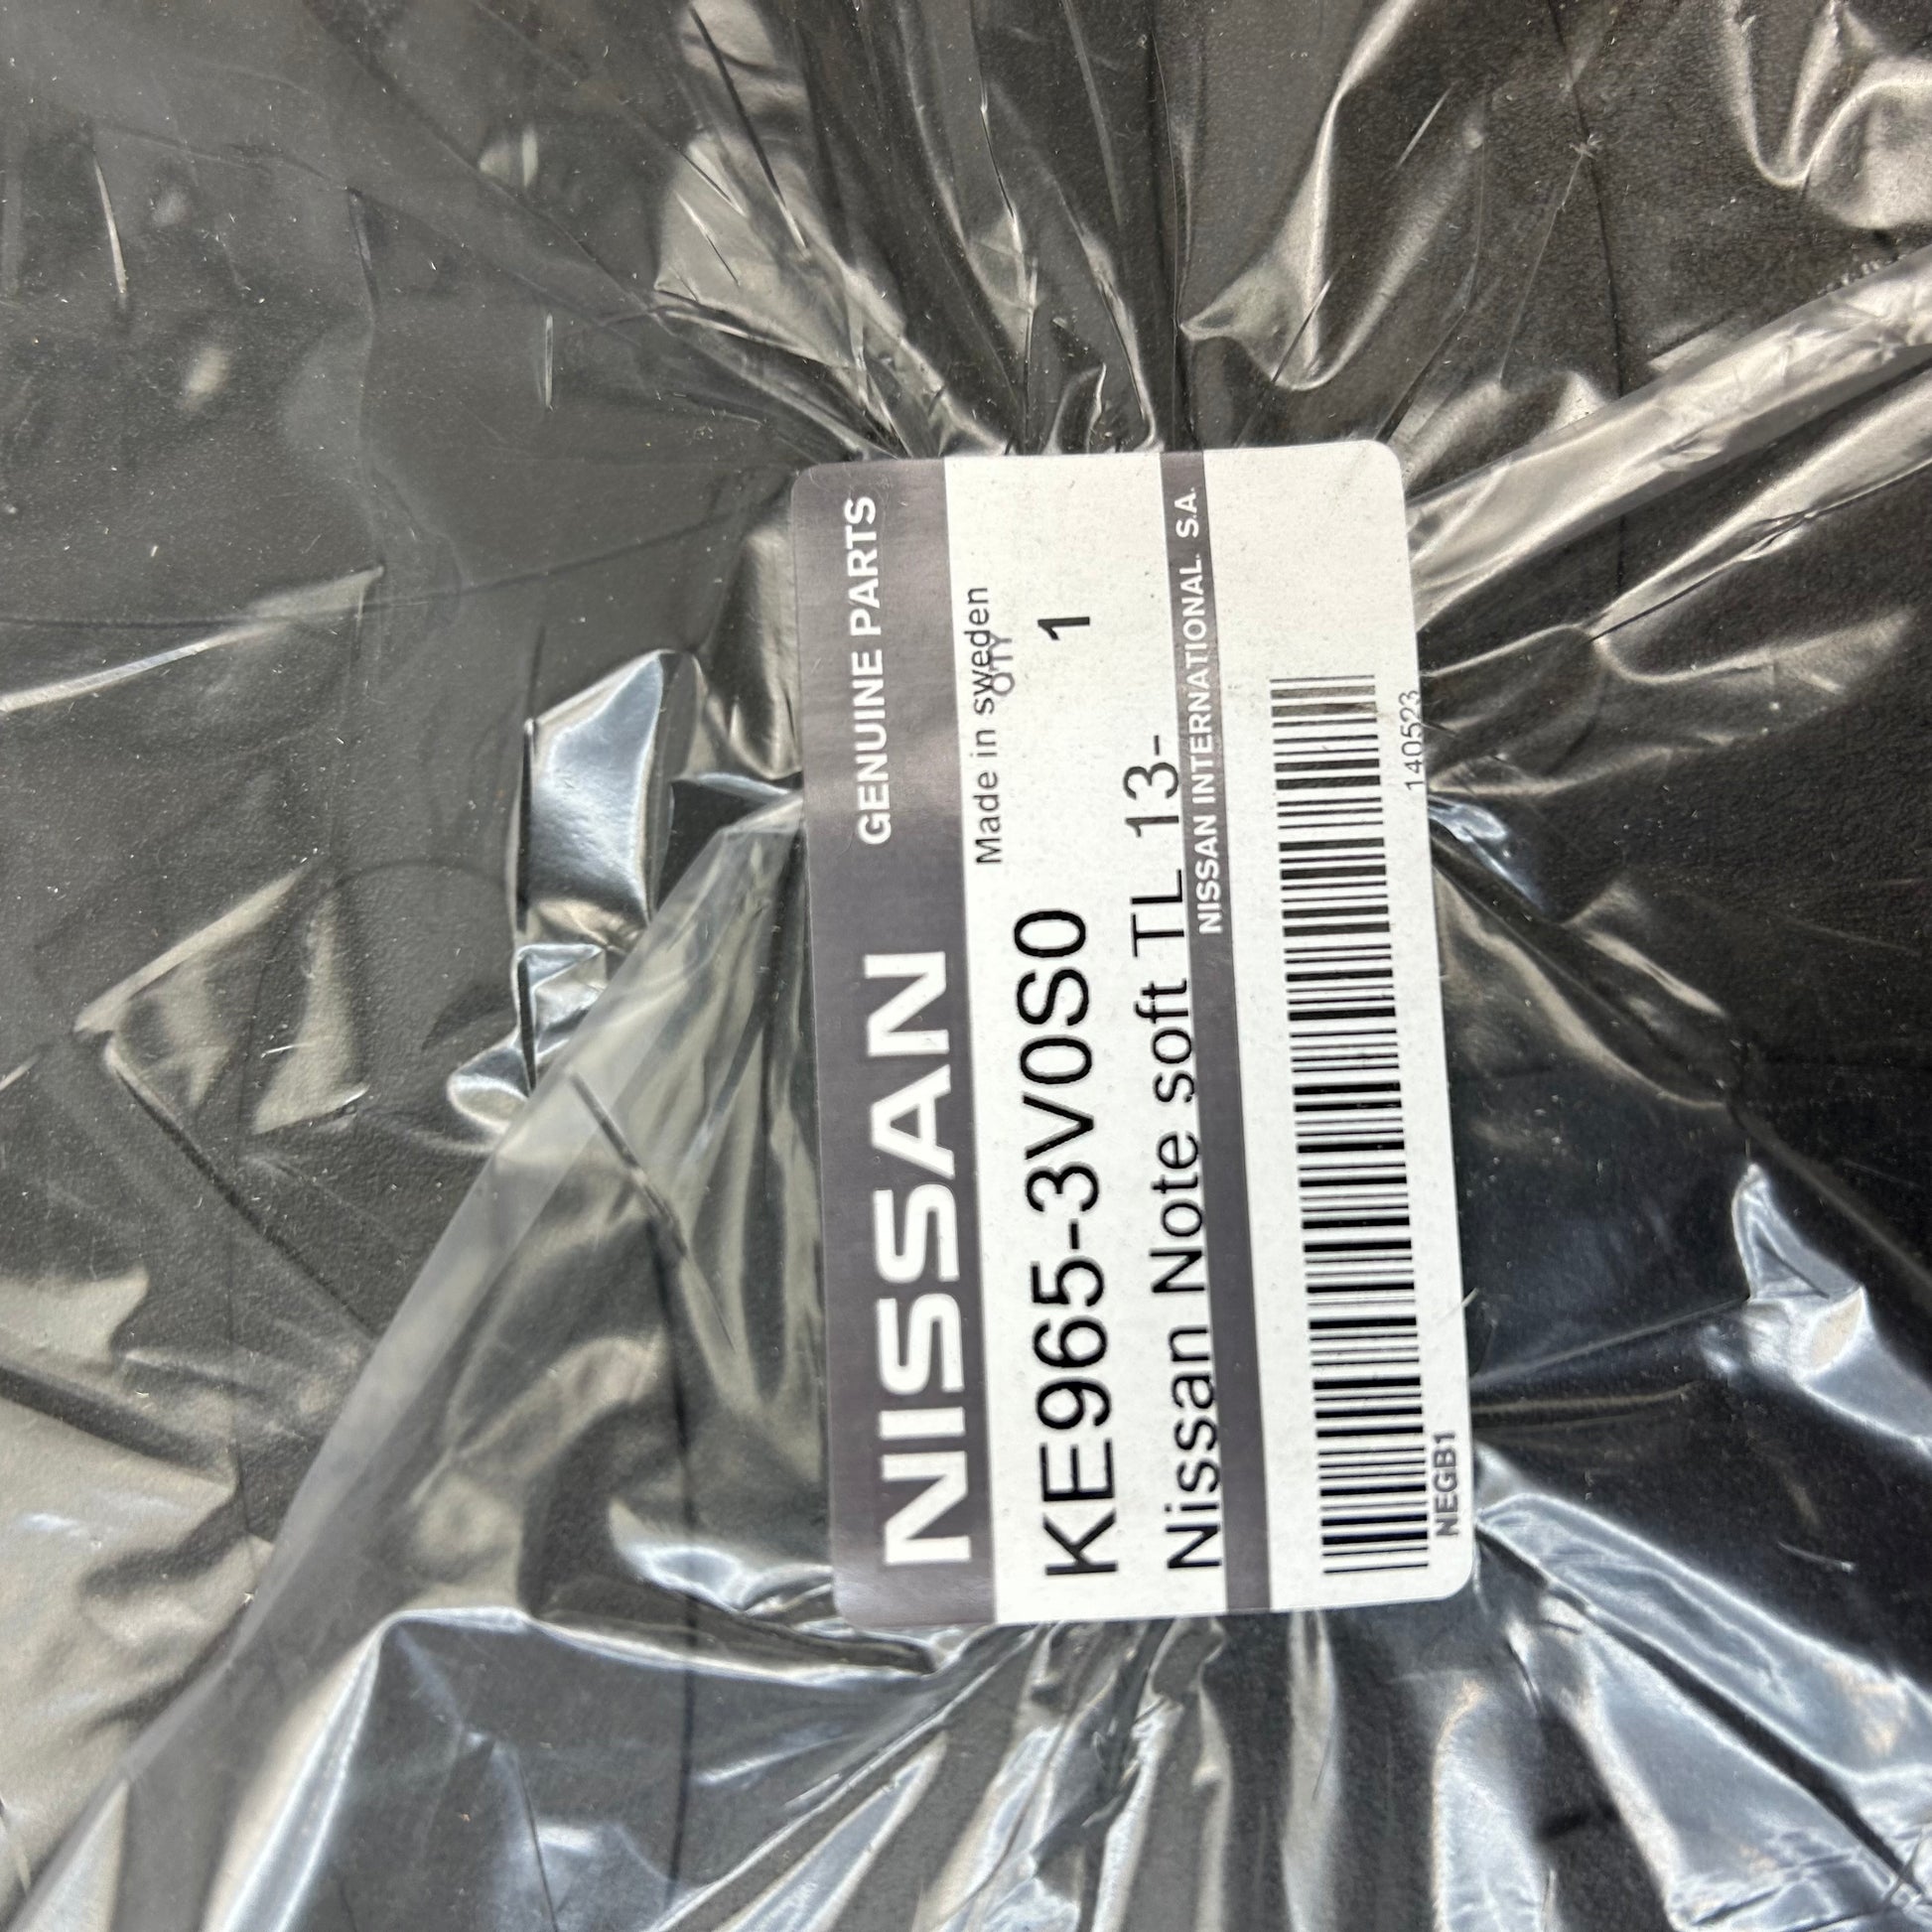 NISSAN GENUINE PARTS
Made in sweden
QTY
KE965-3V0S0 1
Nissan Note soft TL 13-
NISSAN INTERNATIONAL. S.A.
NEGB1 140523